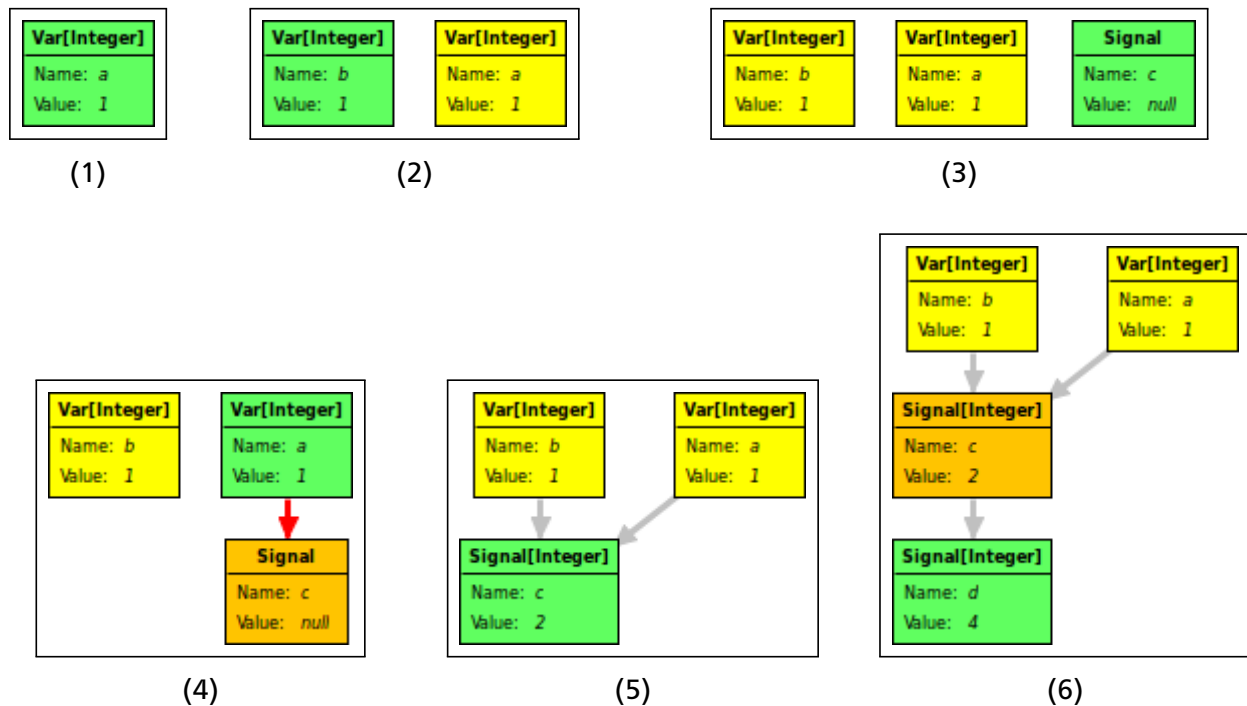 Var[Integer]
Name: a
Value: 1
(1)
Var[Integer]
Name: b
Value: 1
Var[Integer]
Name: a
Value: 1
(2)
Var[Integer]
Name: b
Value: 1
Var[Integer]
Name: a
Value: 1
Signal
Name: c
Value: null
(3)
Var[Integer]
Name: b
Value: 1
Var[Integer]
Name: a
Value: 1
Signal
Name: c
Value: null
(4)
Var[Integer]
Name: b
Value: 1
Var[Integer]
Name: a
Value: 1
Signal[Integer]
Name: c
Value: 2
(5)
Var[Integer]
Name: b
Value: 1
Var[Integer]
Name: a
Value: 1
Signal[Integer]
Name: c
Value: 2
Signal[Integer]
Name: d
Value: 4
(6)